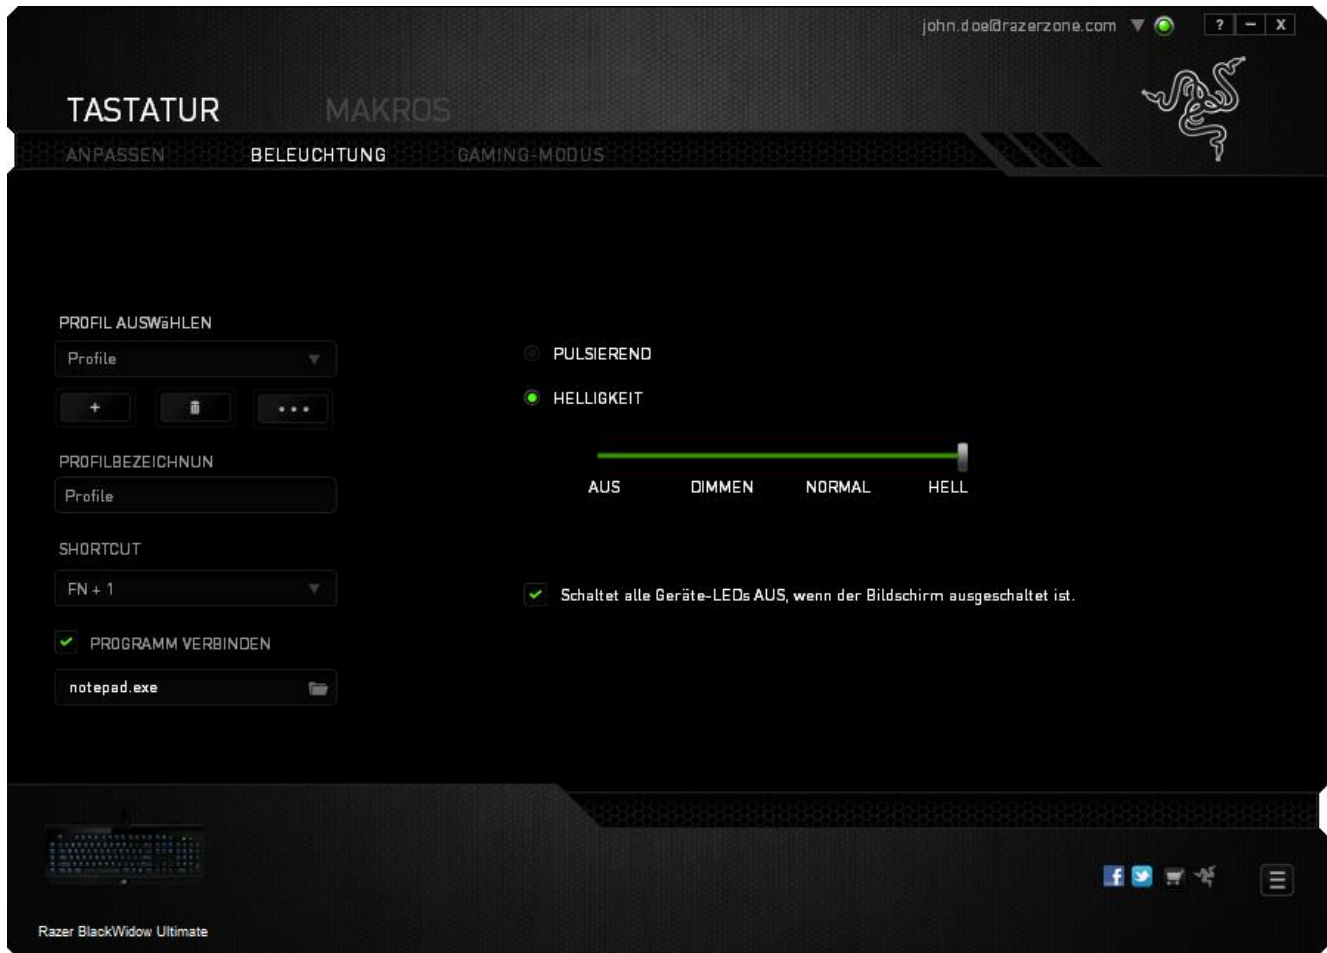 john.doe@razerzone.com
? – X
TASTATUR MAKROS
ANPASSEN BELEUCHTUNG GAMING-MODUS
PROFIL AUSWäHLEN
Profile
+
PROFILBEZEICHNUN
Profile
SHORTCUT
FN + 1
PROGRAMM VERBINDEN
notepad.exe
PULSIEREND
HELLIGKEIT
AUS DIMMEN NORMAL HELL
Schaltet alle Geräte-LEDs AUS, wenn der Bildschirm ausgeschaltet ist.
Razer BlackWidow Ultimate